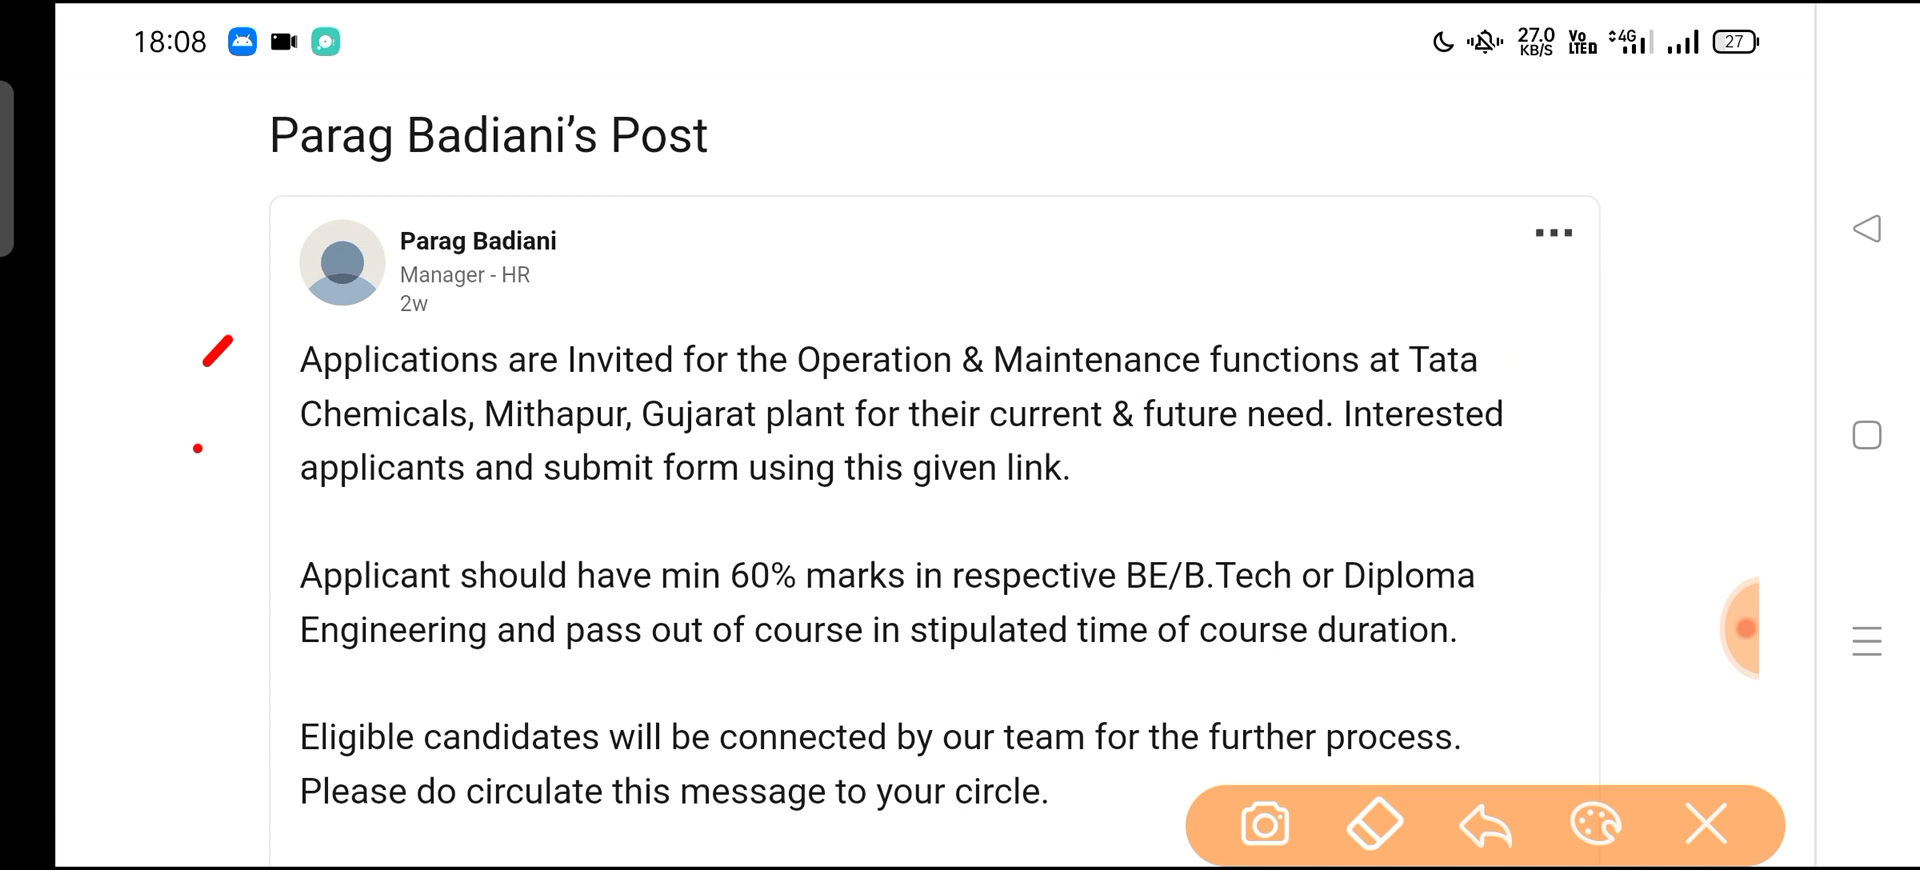 18:08
27.0
KB/S
Vo
LTE
4G
27
Parag Badiani’s Post
Parag Badiani
Manager - HR
2w
Applications are Invited for the Operation & Maintenance functions at Tata
Chemicals, Mithapur, Gujarat plant for their current & future need. Interested
applicants and submit form using this given link.
Applicant should have min 60% marks in respective BE/B.Tech or Diploma
Engineering and pass out of course in stipulated time of course duration.
Eligible candidates will be connected by our team for the further process.
Please do circulate this message to your circle.